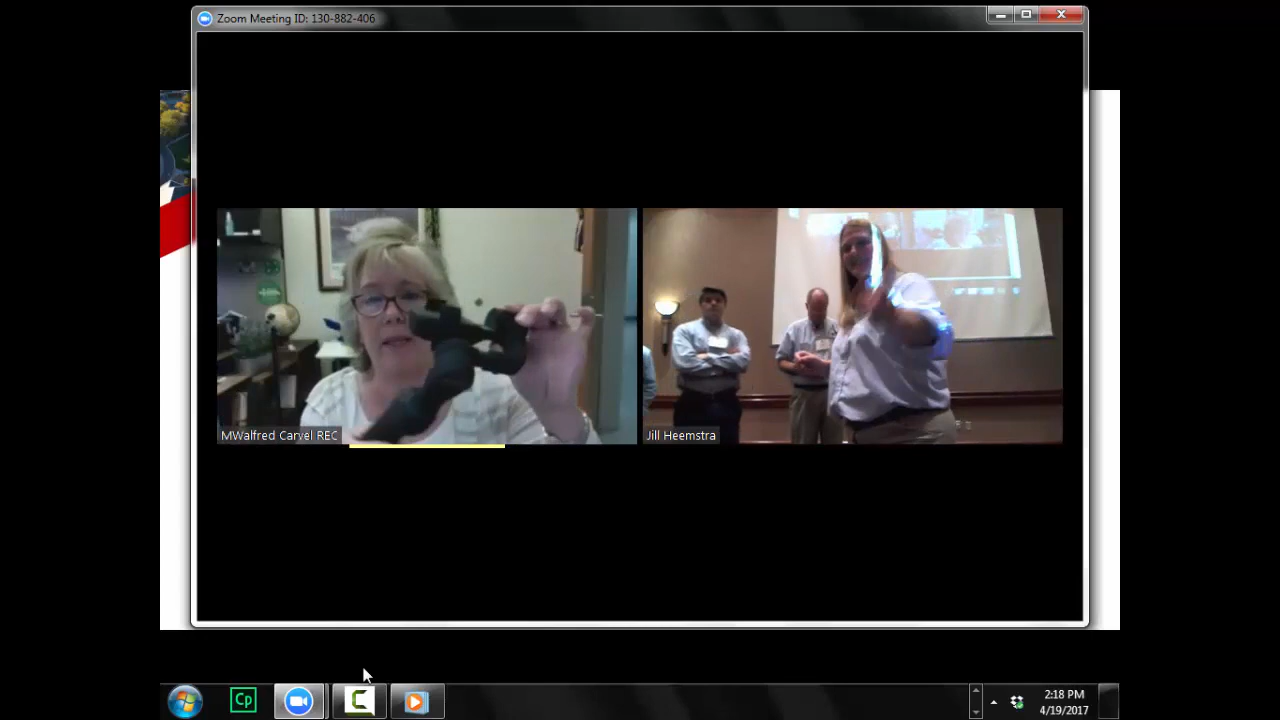 Zoom Meeting ID: 130-882-406
MWalfred Carvel REC
Jill Heemstra
Cp
2:18 PM
4/19/2017